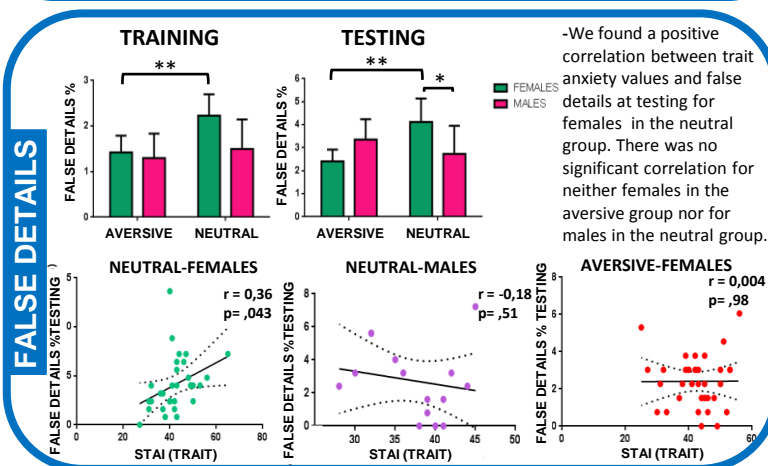 FALSE DETAILS
TRAINING
**
FALSE DETAILS %
3
2
1
0
AVERSIVE
NEUTRAL
TESTING
**
*
FALSE DETAILS %
6
5
4
3
2
1
0
AVERSIVE
NEUTRAL
FEMALES
MALES
-We found a positive
correlation between trait
anxiety values and false
details at testing for
females in the neutral
group. There was no
significant correlation for
neither females in the
aversive group nor for
males in the neutral group.
NEUTRAL-FEMALES
r = 0,36
p= ,043
FALSE DETAILS %TESTING
5
0
5
0
20
40
60
80
STAI (TRAIT)
NEUTRAL-MALES
r = -0,18
p= ,51
FALSE DETAILS % TESTING
8
6
4
2
0
30
35
40
45
50
STAI (TRAIT)
AVERSIVE-FEMALES
r = 0,004
p= ,98
FALSE DETAILS % TESTING
8
6
4
2
0
0
20
40
60
STAI (TRAIT)